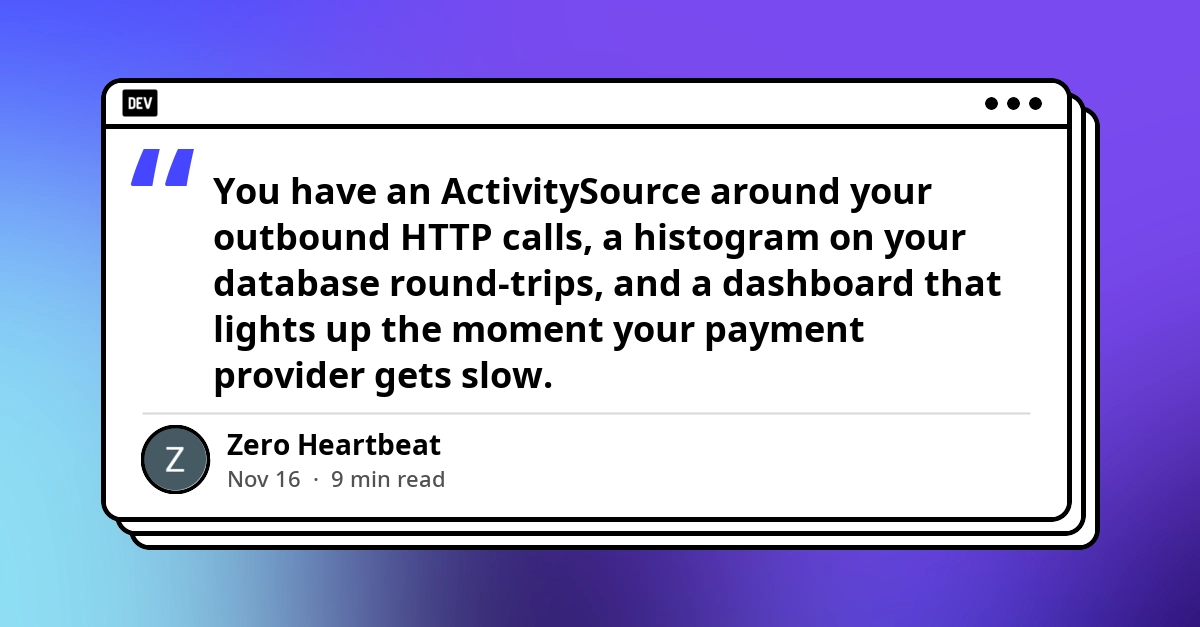 DEV
“
You have an ActivitySource around your
outbound HTTP calls, a histogram on your
database round-trips, and a dashboard that
lights up the moment your payment
provider gets slow.
Z
Zero Heartbeat
Nov 16 · 9 min read